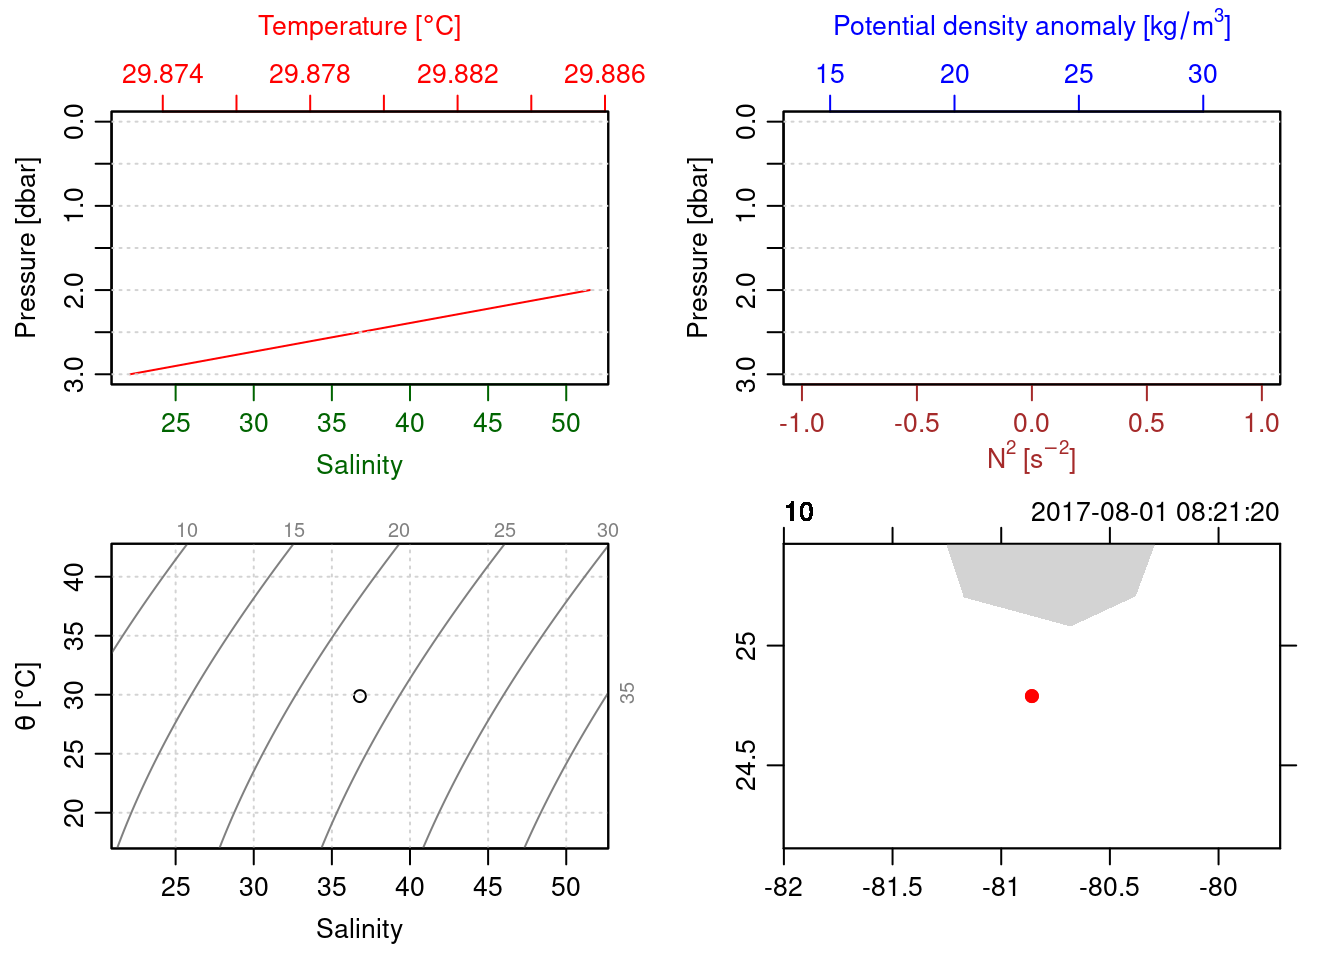 Temperature [°C]
29.874 29.878 29.882 29.886
Pressure [dbar]
0.0
1.0
2.0
3.0
25 30 35 40 45 50
Salinity
Potential density anomaly [kg/m³]
15 20 25 30
Pressure [dbar]
0.0
1.0
2.0
3.0
-1.0 -0.5 0.0 0.5 1.0
N² [s⁻²]
10 15 20 25 30
θ [°C]
40
35
30
25
20
35
25 30 35 40 45 50
Salinity
10 2017-08-01 08:21:20
25
24.5
-82 -81.5 -81 -80.5 -80